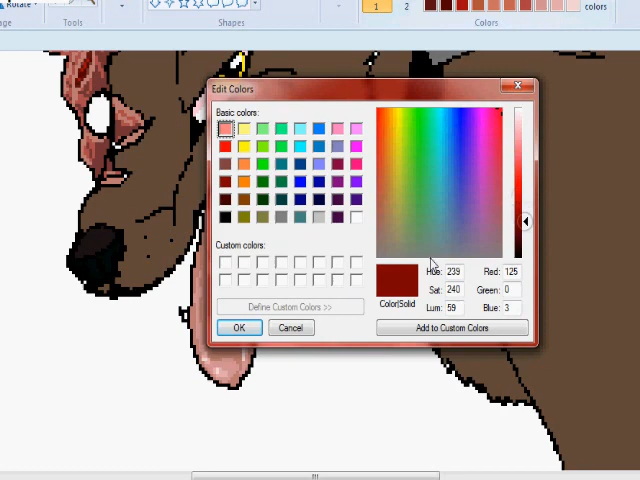 Rotate
Tools
Shapes
1
2
colors
Colors
Edit Colors
Basic colors:
Custom colors:
Define Custom Colors >>
OK
Cancel
Hue: 239
Red: 125
Sat: 240
Green: 0
Color|Solid
Lum: 59
Blue: 3
Add to Custom Colors